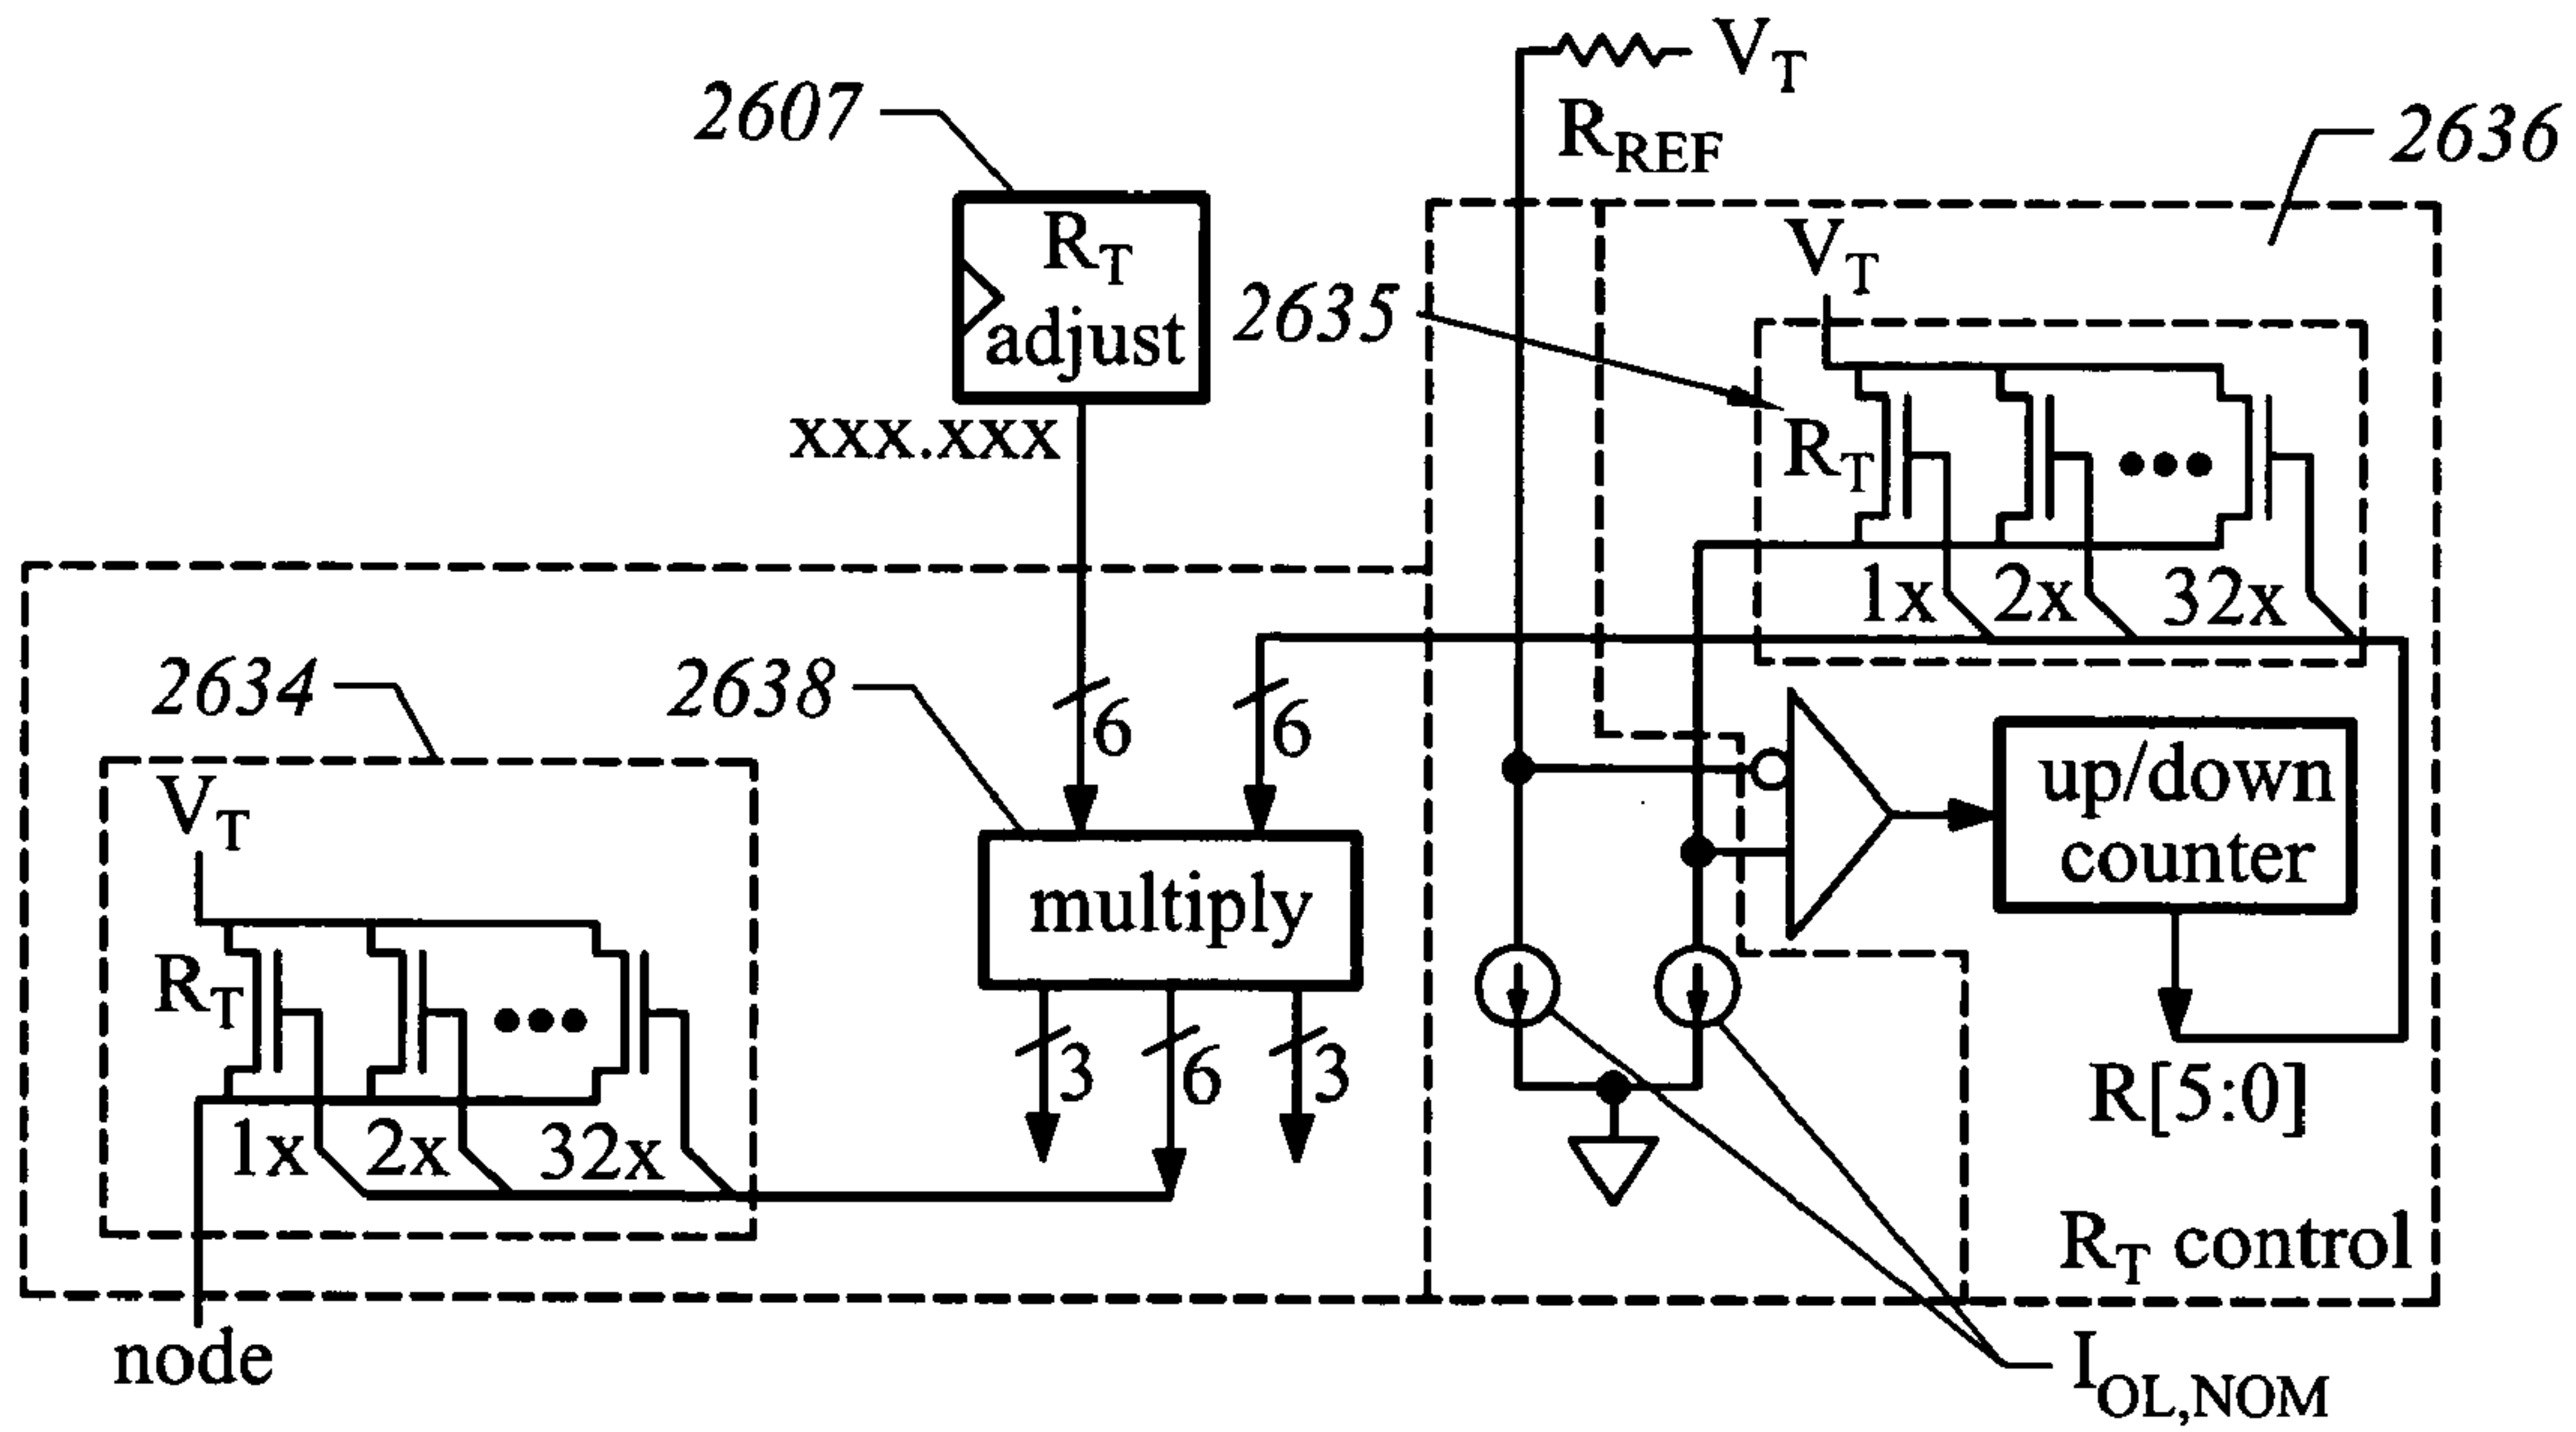 V_T
R_REF
2607
2636
R_T
adjust
V_T
2635
xxx.xxx
R_T
1x 2x 32x
2634
2638
6
6
V_T
up/down
counter
multiply
R_T
3
6
3
R[5:0]
1x 2x 32x
R_T control
node
I_OL,NOM